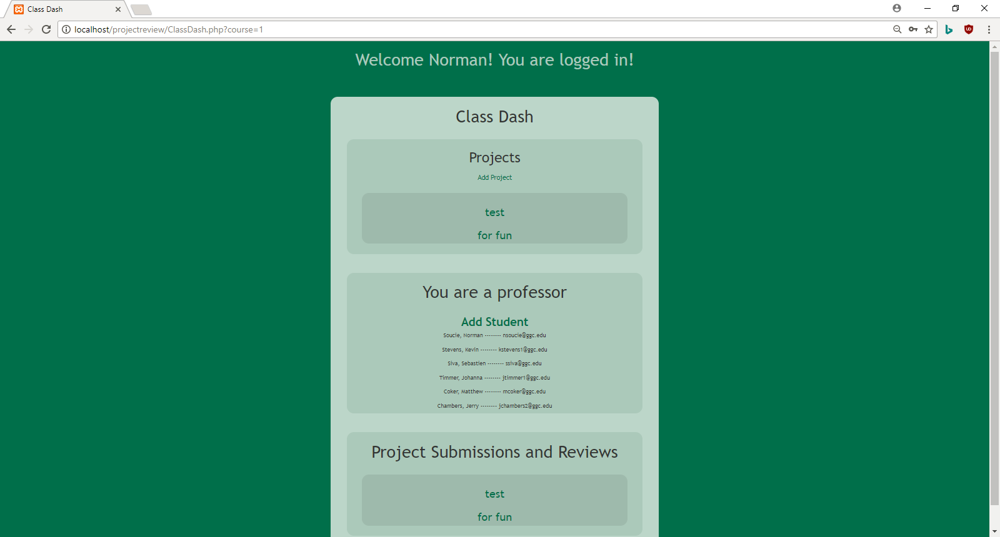 Class Dash
localhost/projectreview/ClassDash.php?course=1
Welcome Norman! You are logged in!
Class Dash
Projects
Add Project
test
for fun
You are a professor
Add Student
Soucie, Norman -------- nsoucie@ggc.edu
Stevens, Kevin -------- kstevens1@ggc.edu
Siva, Sebastien -------- ssiva@ggc.edu
Timmer, Johanna -------- jtimmer1@ggc.edu
Coker, Matthew -------- mcoker@ggc.edu
Chambers, Jerry -------- jchambers2@ggc.edu
Project Submissions and Reviews
test
for fun